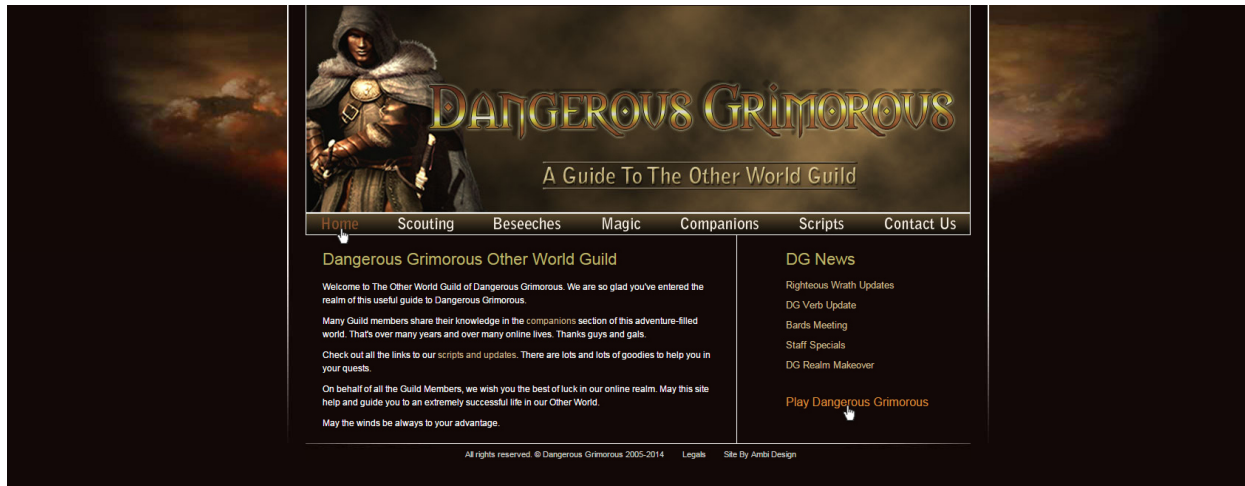 Dangerous Grimorous
A Guide To The Other World Guild
Home Scouting Beseeches Magic Companions Scripts Contact Us
Dangerous Grimorous Other World Guild
Welcome to The Other World Guild of Dangerous Grimorous. We are so glad you've entered the
realm of this useful guide to Dangerous Grimorous.
Many Guild members share their knowledge in the companions section of this adventure-filled
world. That's over many years and over many online lives. Thanks guys and gals.
Check out all the links to our scripts and updates. There are lots and lots of goodies to help you in
your quests.
On behalf of all the Guild Members, we wish you the best of luck in our online realm. May this site
help and guide you to an extremely successful life in our Other World.
May the winds be always to your advantage.
DG News
Righteous Wrath Updates
DG Verb Update
Bards Meeting
Staff Specials
DG Realm Makeover
Play Dangerous Grimorous
All rights reserved. © Dangerous Grimorous 2005-2014 Legals Site By Ambi Design